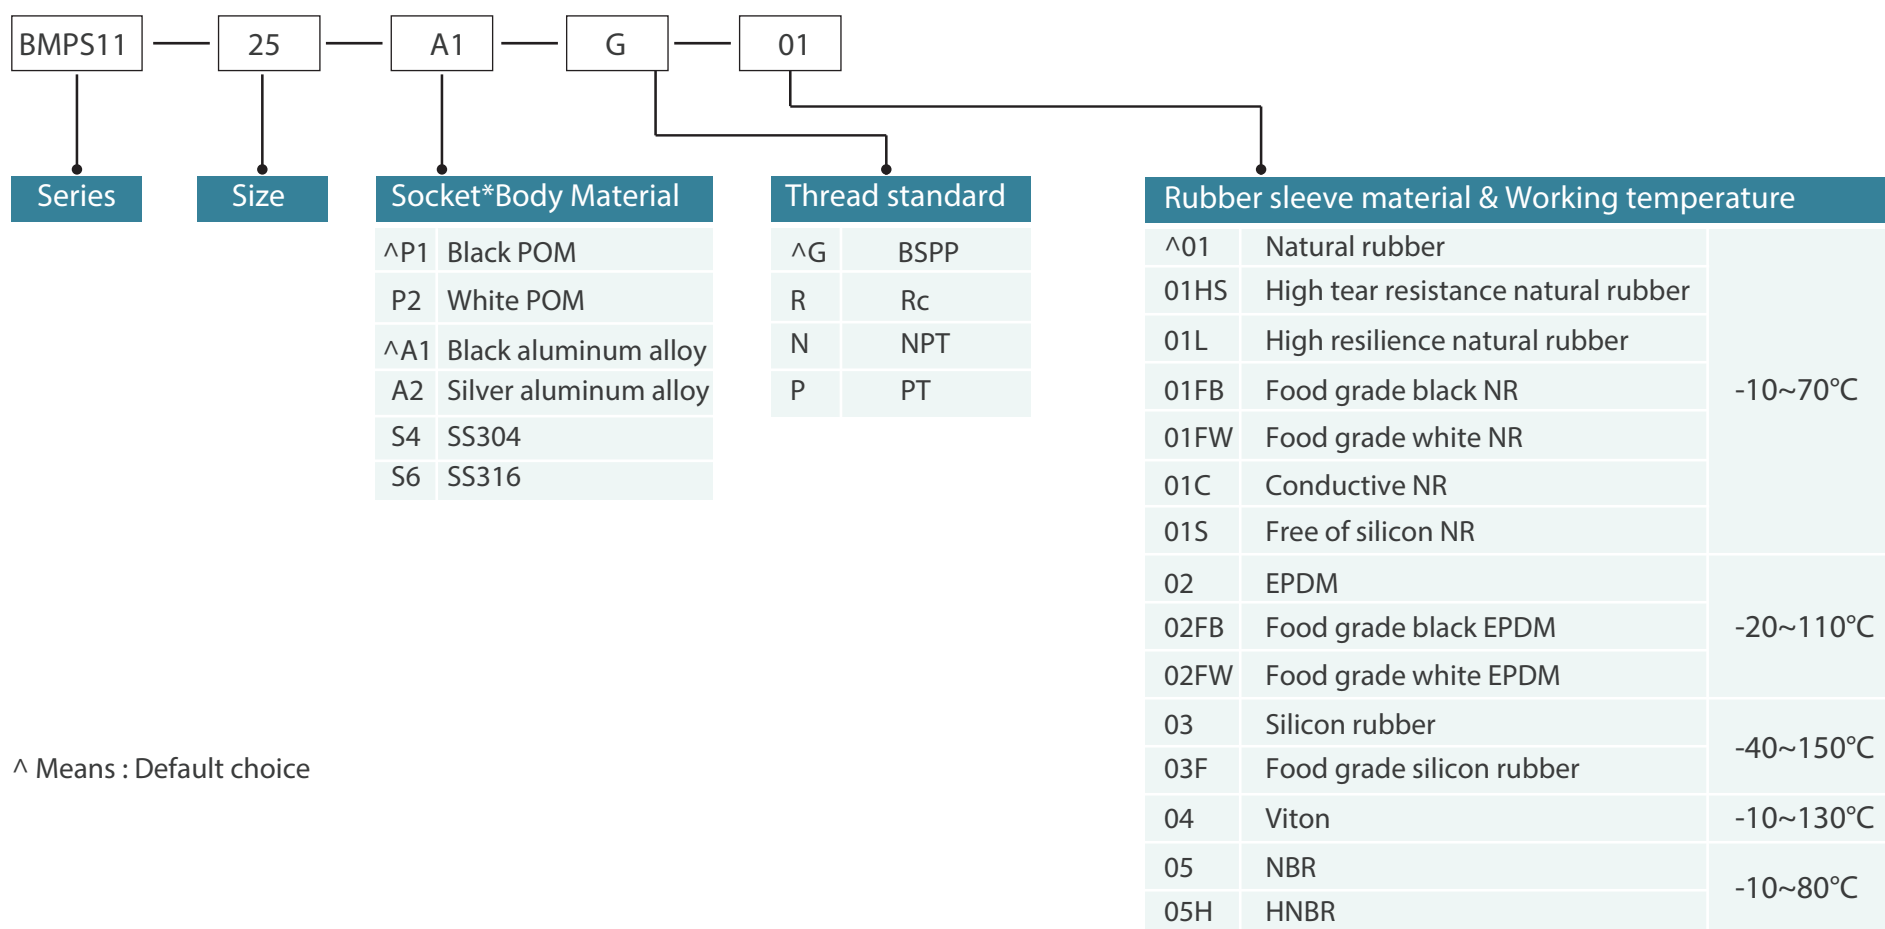 BMPS11 25 A1 G 01
Series
Size
Socket*Body Material
^P1 Black POM
P2 White POM
^A1 Black aluminum alloy
A2 Silver aluminum alloy
S4 SS304
S6 SS316
Thread standard
^G BSPP
R Rc
N NPT
P PT
Rubber sleeve material & Working temperature
^01 Natural rubber
01HS High tear resistance natural rubber
01L High resilience natural rubber
01FB Food grade black NR
-10~70°C
01FW Food grade white NR
01C Conductive NR
01S Free of silicon NR
02 EPDM
02FB Food grade black EPDM
-20~110°C
02FW Food grade white EPDM
03 Silicon rubber
-40~150°C
03F Food grade silicon rubber
04 Viton
-10~130°C
05 NBR
-10~80°C
05H HNBR
^ Means : Default choice